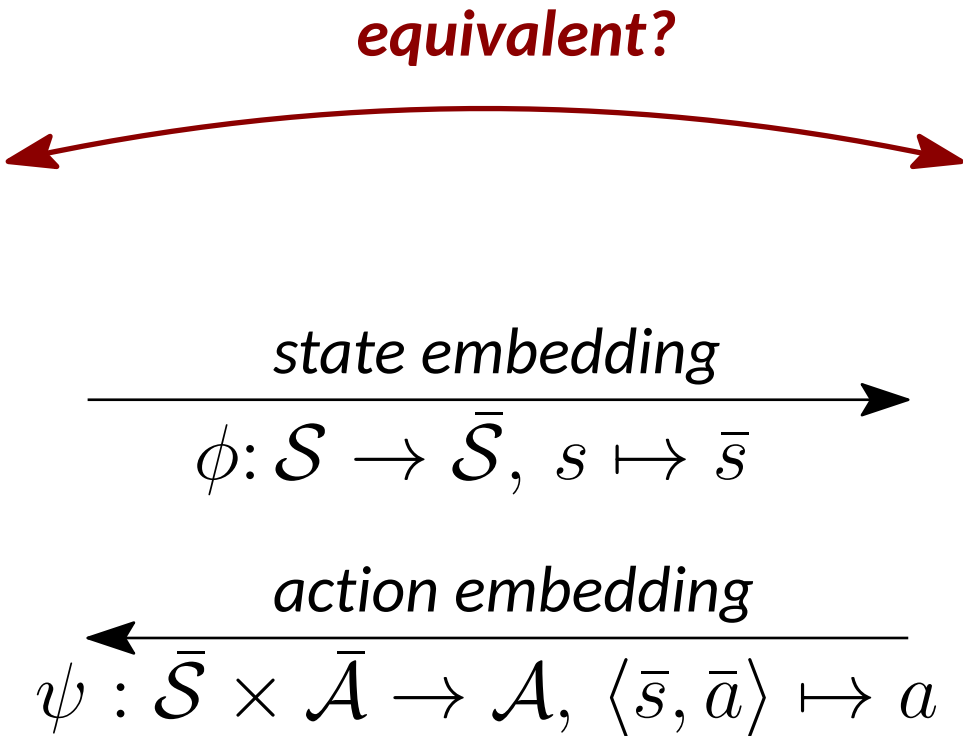 equivalent?
state embedding
ϕ: 𝒮 → 𝒮̄, s ↦ s̄
action embedding
ψ : 𝒮̄ × 𝒜̄ → 𝒜, ⟨s̄, ā⟩ ↦ a